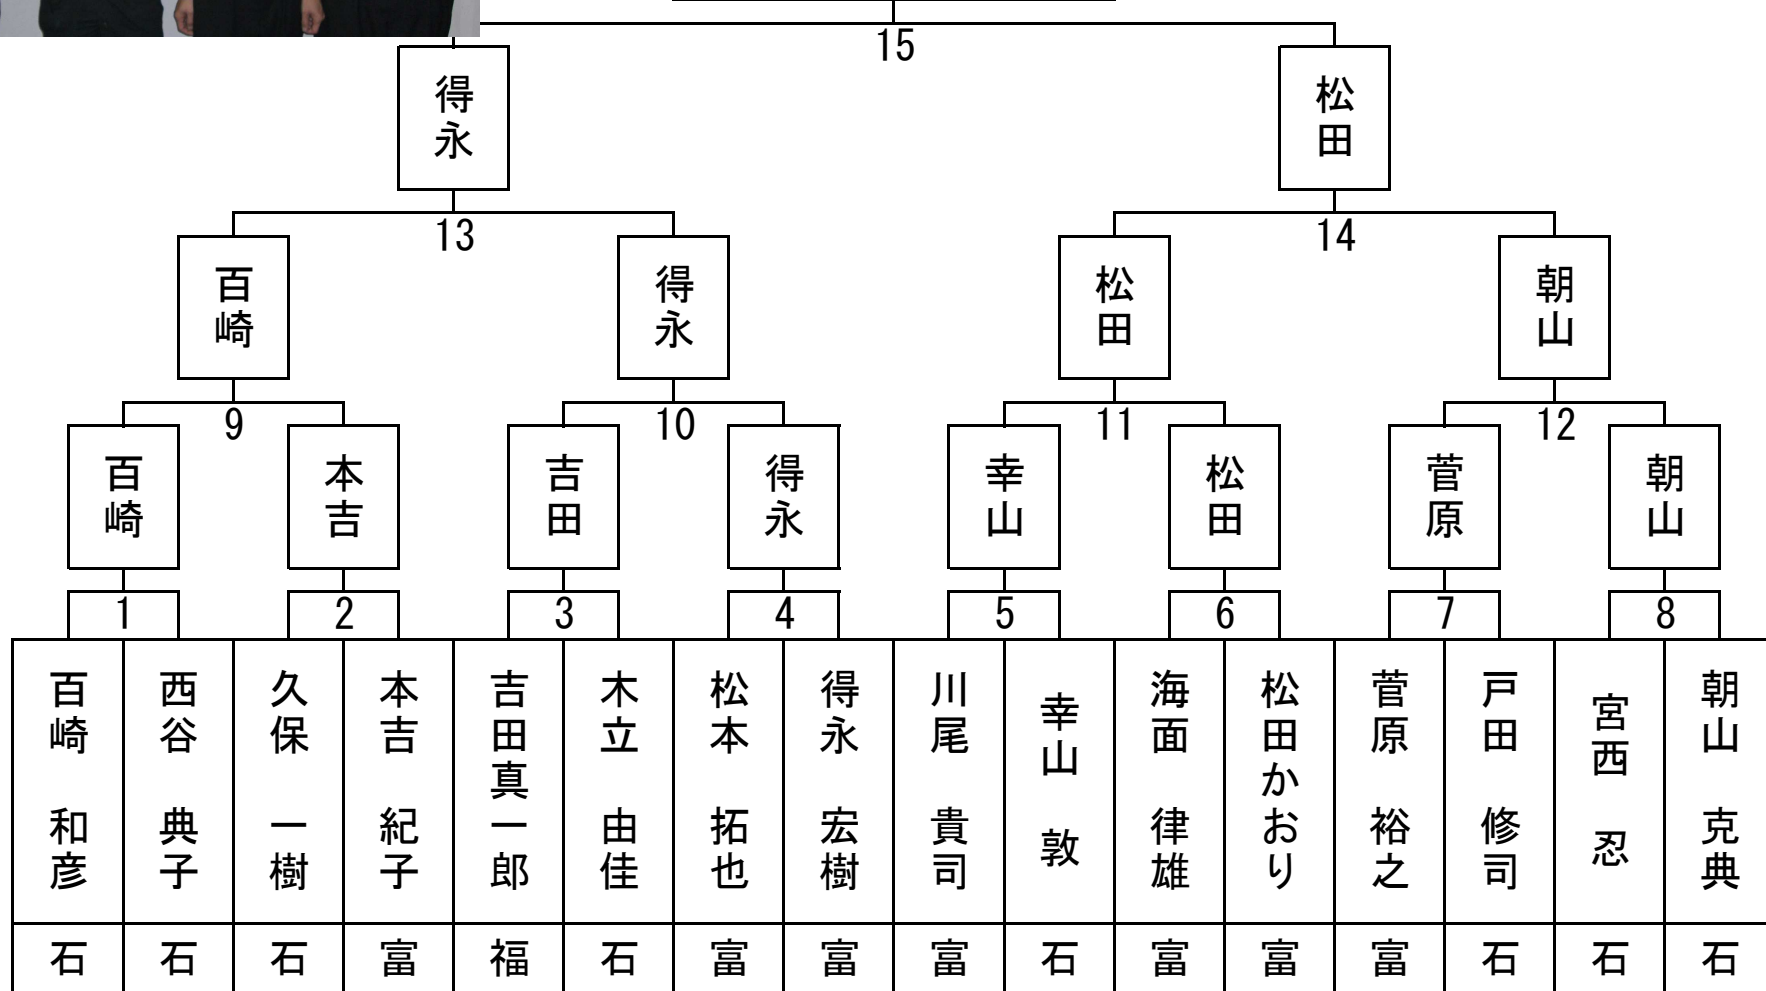 15
得永
松田
13
14
百崎
得永
松田
朝山
9
10
11
12
百崎
本吉
吉田
得永
幸山
松田
菅原
朝山
1
2
3
4
5
6
7
8
百崎 和彦
西谷 典子
久保 一樹
本吉 紀子
吉田真一郎
木立 由佳
松本 拓也
得永 宏樹
川尾 貴司
幸山 敦
海面 律雄
松田かおり
菅原 裕之
戸田 修司
宮西 忍
朝山 克典
石
石
石
富
福
石
富
富
富
石
富
富
富
石
石
石